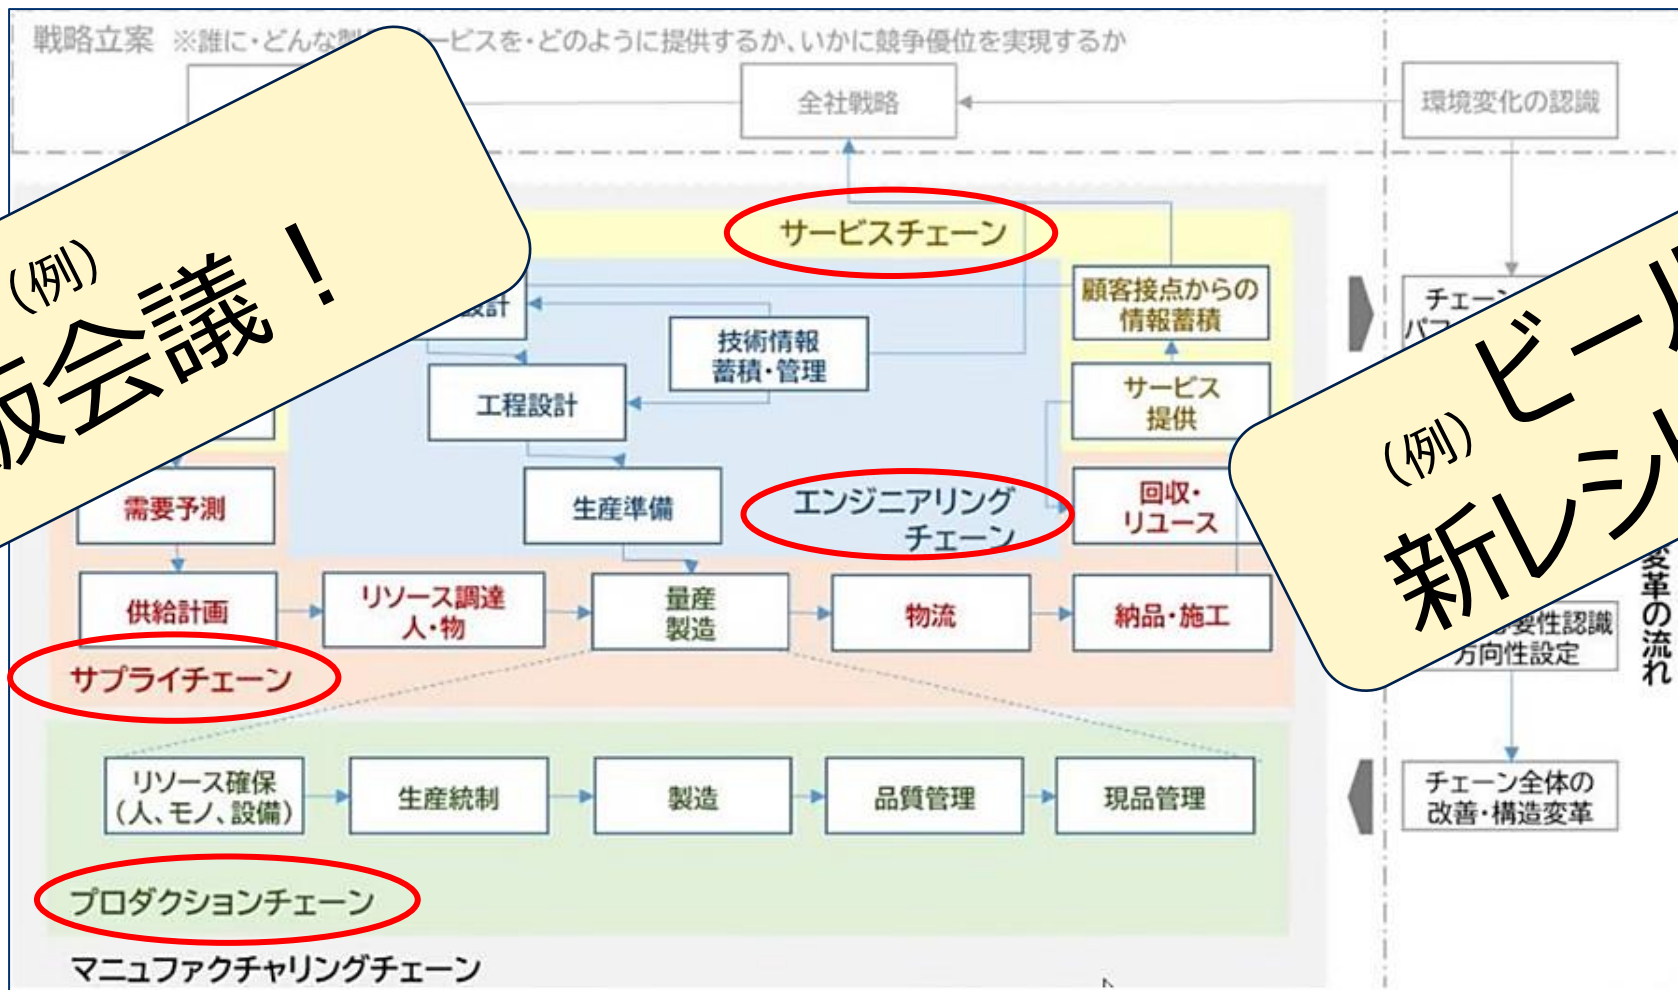 戦略立案 ※誰に・どんな製 ービスを・どのように提供するか、いかに競争優位を実現するか
全社戦略
環境変化の認識
（例）
版会議！
サービスチェーン
設計
技術情報
蓄積・管理
工程設計
生産準備
エンジニアリング
チェーン
顧客接点からの
情報蓄積
サービス
提供
回収・
リユース
需要予測
供給計画
リソース調達
人・物
量産
製造
物流
納品・施工
サプライチェーン
リソース確保
（人、モノ、設備）
生産統制
製造
品質管理
現品管理
プロダクションチェーン
マニュファクチャリングチェーン
チェーン
パフ
（例）ビール
新レシ
必要性認識
方向性設定
変革の流れ
チェーン全体の
改善・構造変革